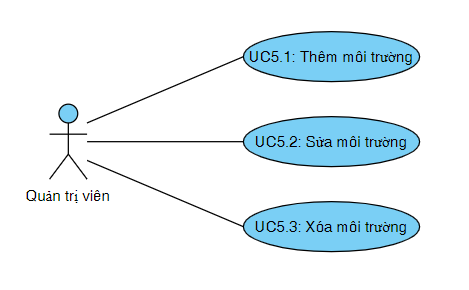 UC5.1: Thêm môi trường
UC5.2: Sửa môi trường
Quản trị viên
UC5.3: Xóa môi trường